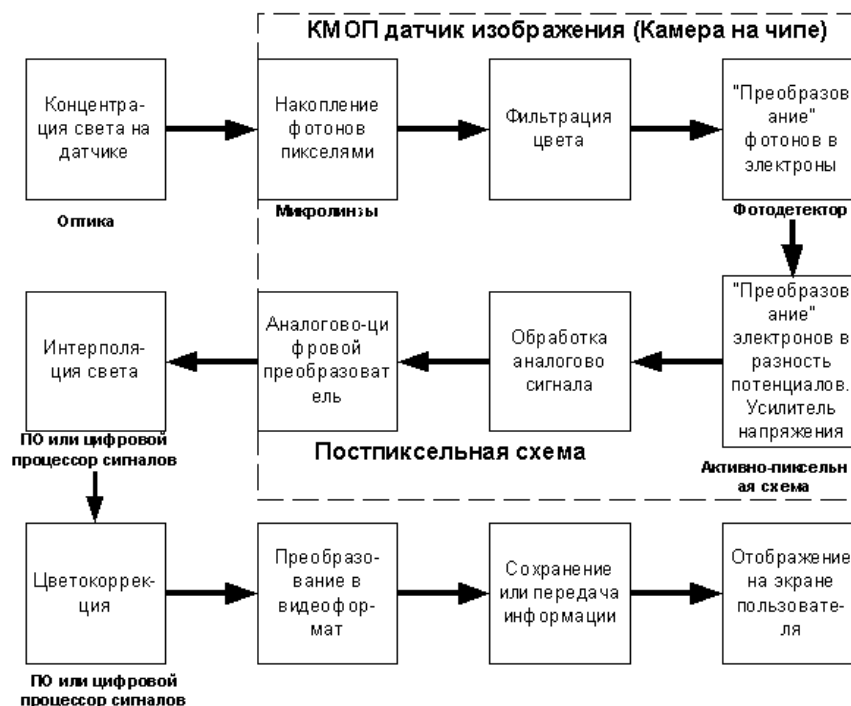 КМОП датчик изображения (Камера на чипе)
Концентра-
ция света на
датчике
Оптика
Накопление
фотонов
пикселями
Микролинзы
Фильтрация
цвета
"Преобразов
ание"
фотонов в
электроны
Фотодетектор
"Преобразов
ание"
электронов в
разность
потенциалов.
Усилитель
напряжения
Активно-пиксельн
ая схема
Обработка
аналогово
сигнала
Аналогово-ци
фровой
преобразоват
ель
Постпиксельная схема
Интерполя-
ция света
ПО или цифровой
процессор сигналов
Цветокоррек-
ция
ПО или цифровой
процессор сигналов
Преобразо-
вание в
видеофор-
мат
Сохранение
или передача
информации
Отображение
на экране
пользовате-
ля